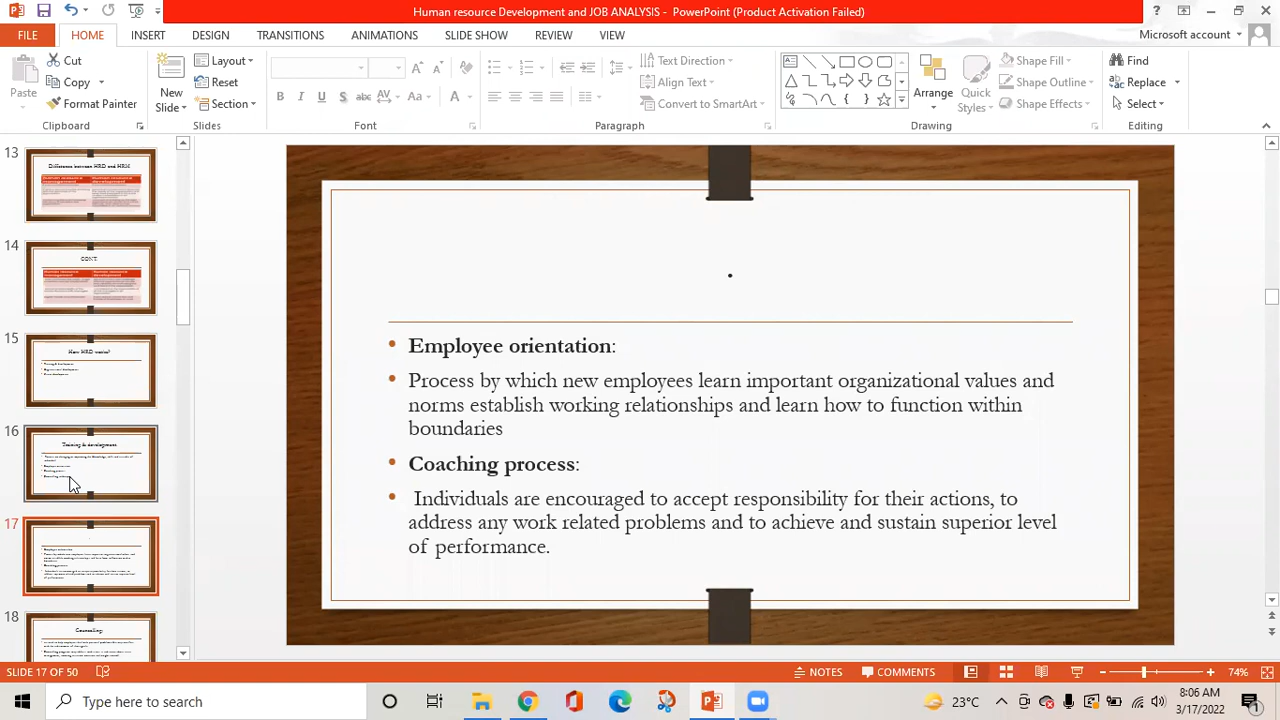 Human resource Development and JOB ANALYSIS - PowerPoint (Product Activation Failed)
FILE HOME INSERT DESIGN TRANSITIONS ANIMATIONS SLIDE SHOW REVIEW VIEW Microsoft account
Paste
Cut
Copy
Format Painter
Clipboard
New Slide
Layout
Reset
Section
Slides
Font
Text Direction
Align Text
Convert to SmartArt
Paragraph
Arrange
Quick Styles
Shape Fill
Shape Outline
Shape Effects
Drawing
Find
Replace
Select
Editing
13
Difference between HRD and HRM
14
CONT
15
How HRD works?
16
Training & development
17
18
Counseling
.
• Employee orientation:
• Process by which new employees learn important organizational values and
norms establish working relationships and learn how to function within
boundaries
• Coaching process:
• Individuals are encouraged to accept responsibility for their actions, to
address any work related problems and to achieve and sustain superior level
of performance.
SLIDE 17 OF 50 NOTES COMMENTS 74%
Type here to search
23°C
8:06 AM
3/17/2022